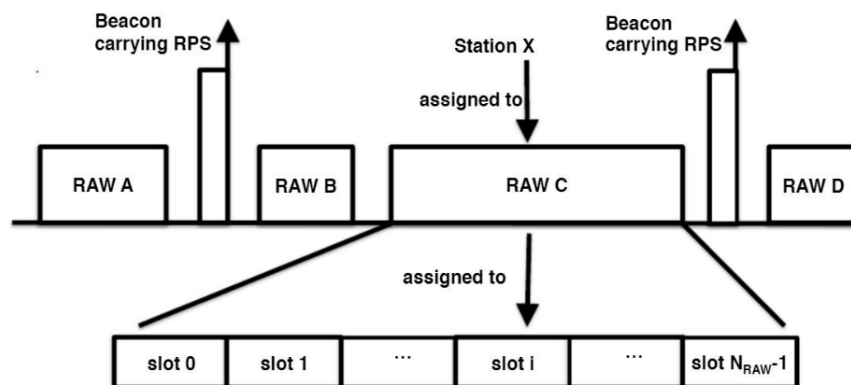 Beacon
carrying RPS
Station X
Beacon
carrying RPS
assigned to
RAW A
RAW B
RAW C
RAW D
assigned to
slot 0
slot 1
...
slot i
...
slot N_RAW-1